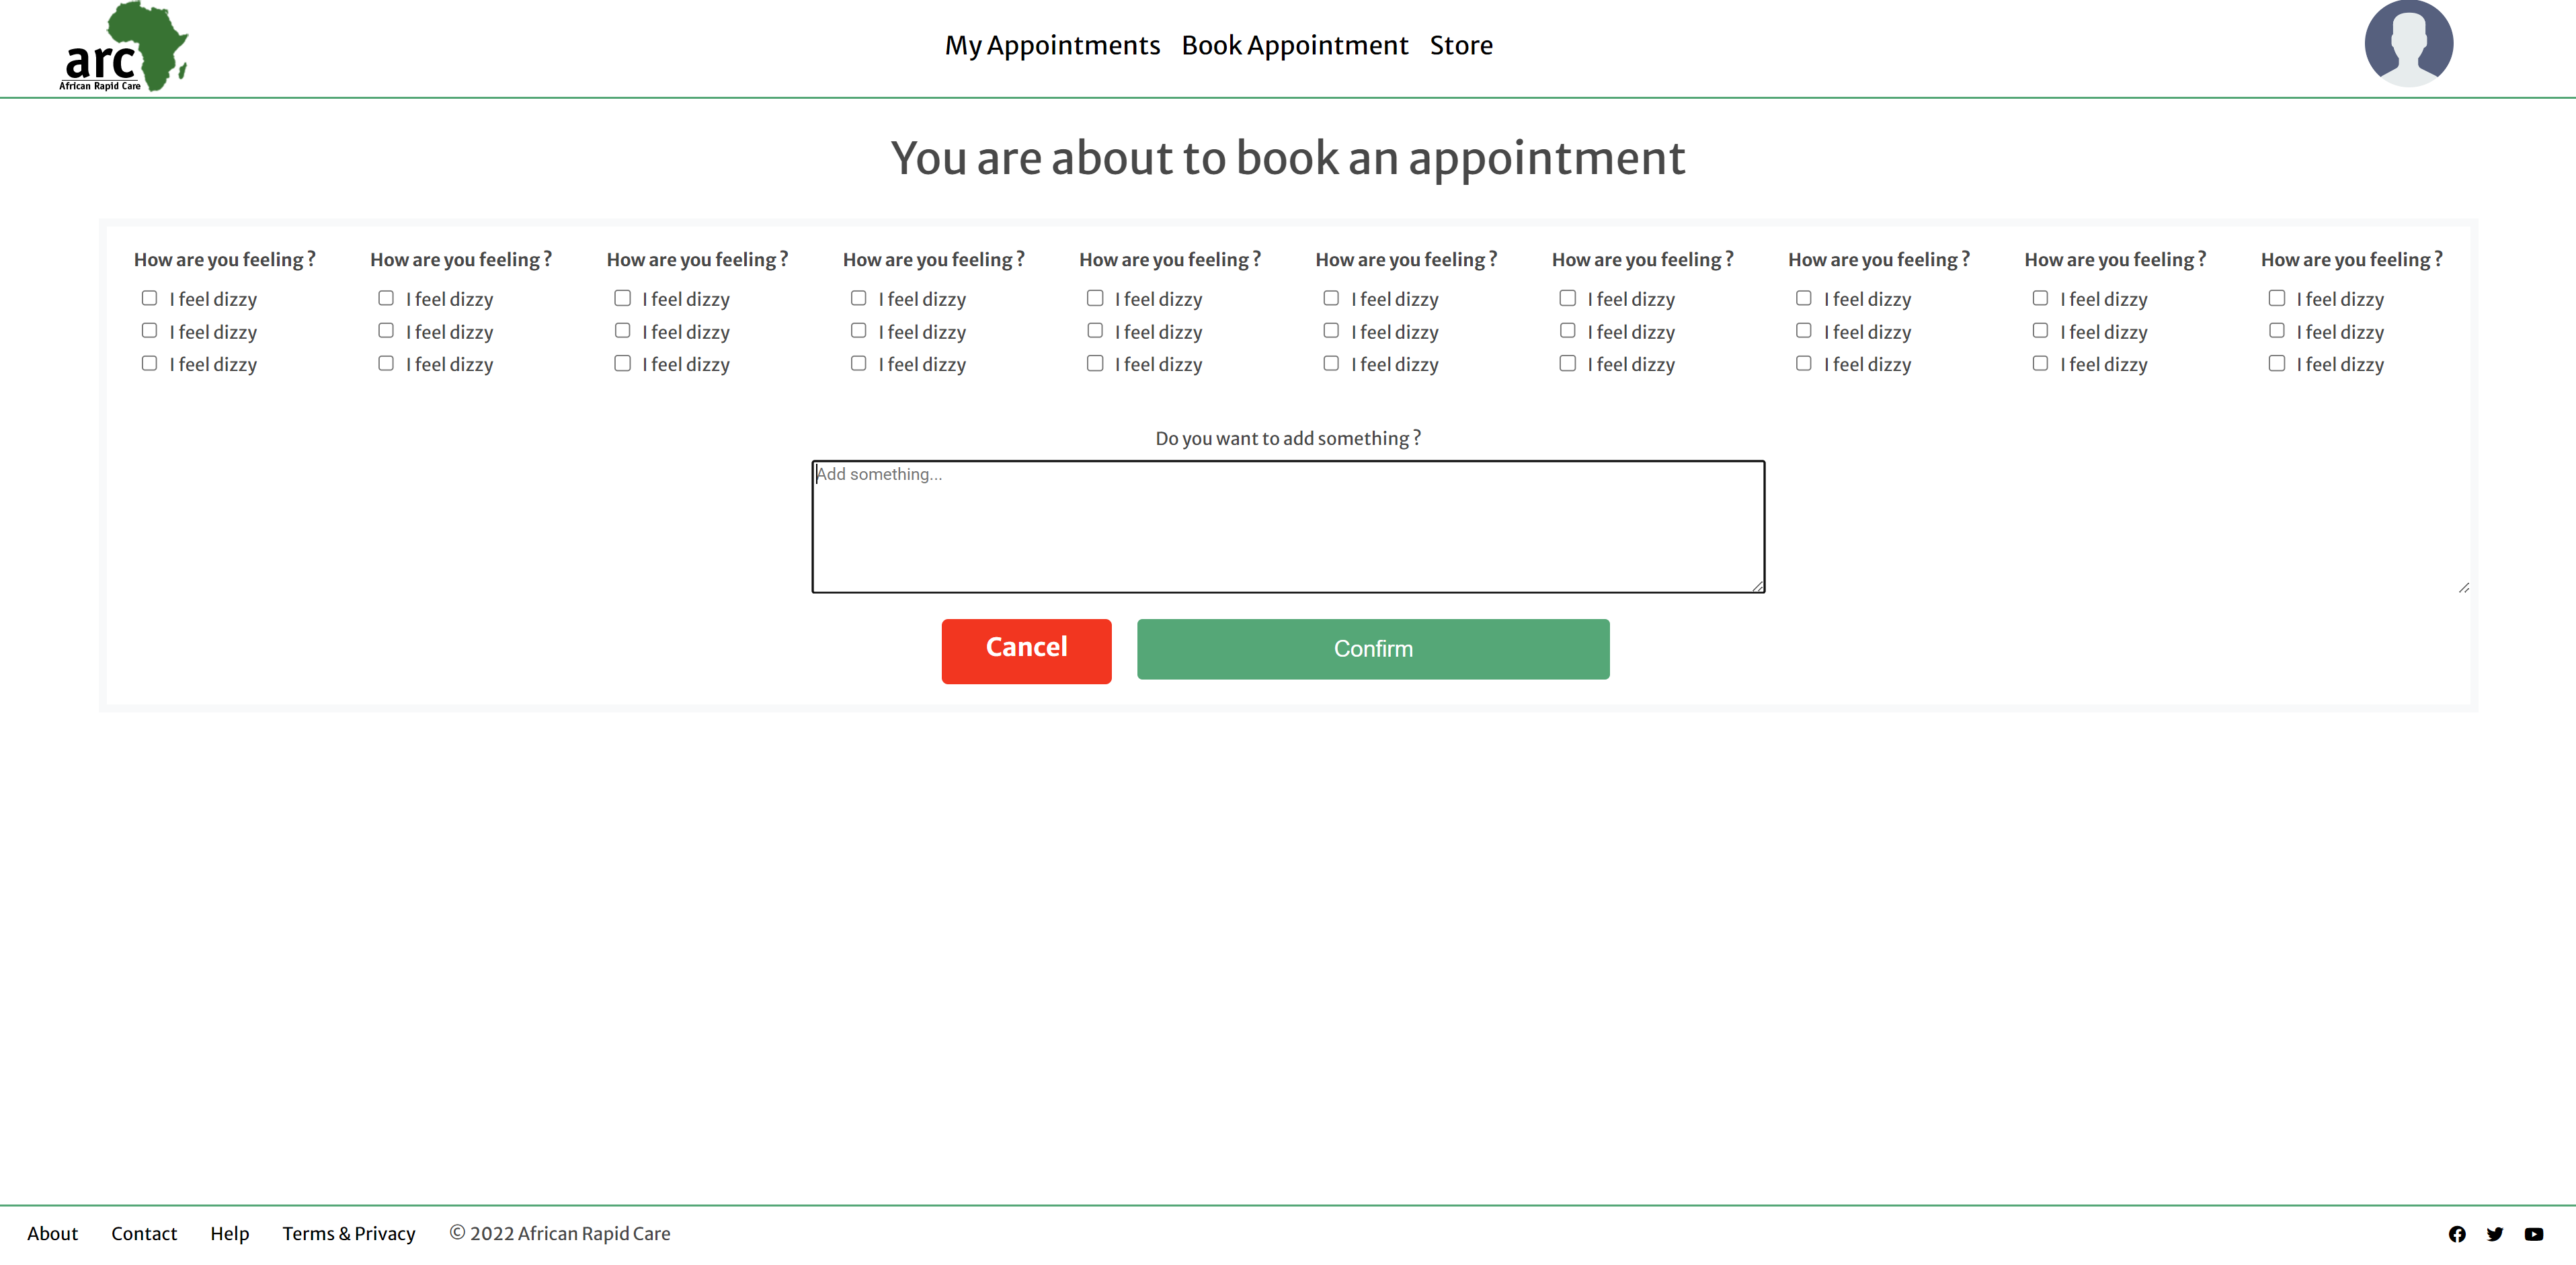 arc
African Rapid Care
My Appointments Book Appointment Store
You are about to book an appointment
How are you feeling ? How are you feeling ? How are you feeling ? How are you feeling ? How are you feeling ? How are you feeling ? How are you feeling ? How are you feeling ? How are you feeling ? How are you feeling ?
I feel dizzy I feel dizzy I feel dizzy I feel dizzy I feel dizzy I feel dizzy I feel dizzy I feel dizzy I feel dizzy I feel dizzy
I feel dizzy I feel dizzy I feel dizzy I feel dizzy I feel dizzy I feel dizzy I feel dizzy I feel dizzy I feel dizzy I feel dizzy
I feel dizzy I feel dizzy I feel dizzy I feel dizzy I feel dizzy I feel dizzy I feel dizzy I feel dizzy I feel dizzy I feel dizzy
Do you want to add something ?
Add something...
Cancel Confirm
About Contact Help Terms & Privacy © 2022 African Rapid Care